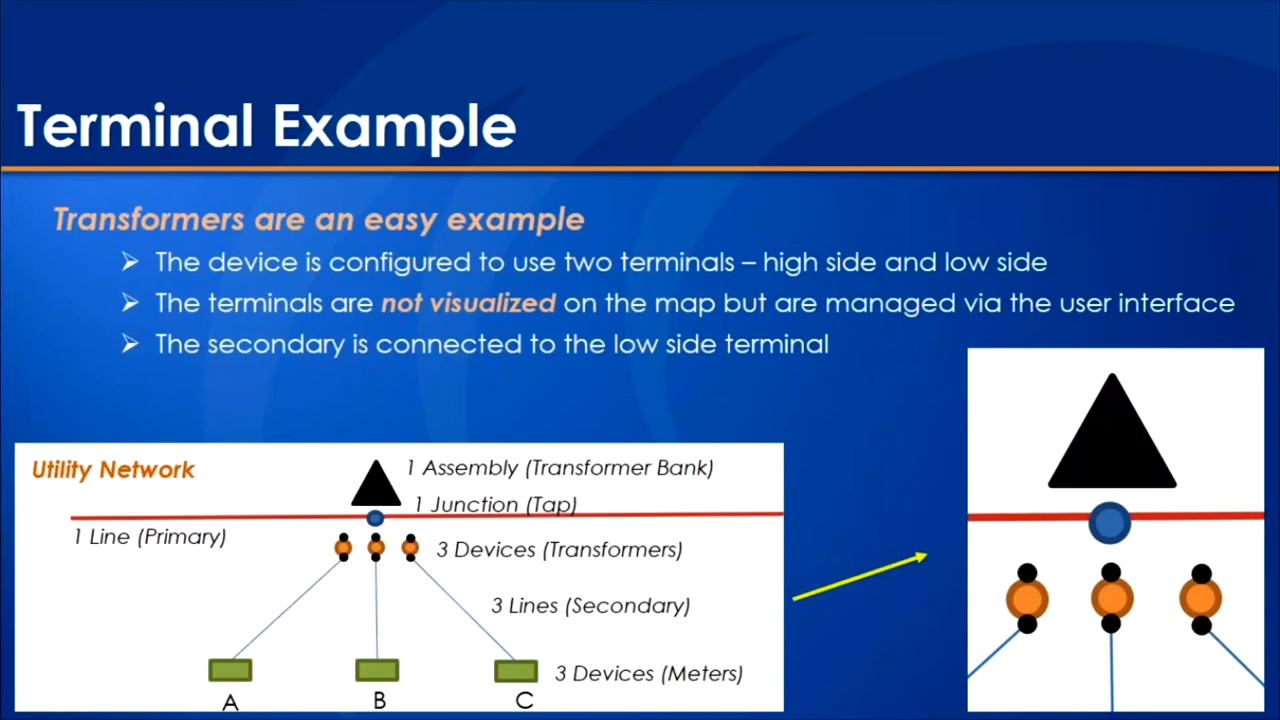 Terminal Example
Transformers are an easy example
➢ The device is configured to use two terminals – high side and low side
➢ The terminals are not visualized on the map but are managed via the user interface
➢ The secondary is connected to the low side terminal
Utility Network
1 Assembly (Transformer Bank)
1 Junction (Tap)
1 Line (Primary)
3 Devices (Transformers)
3 Lines (Secondary)
3 Devices (Meters)
A B C